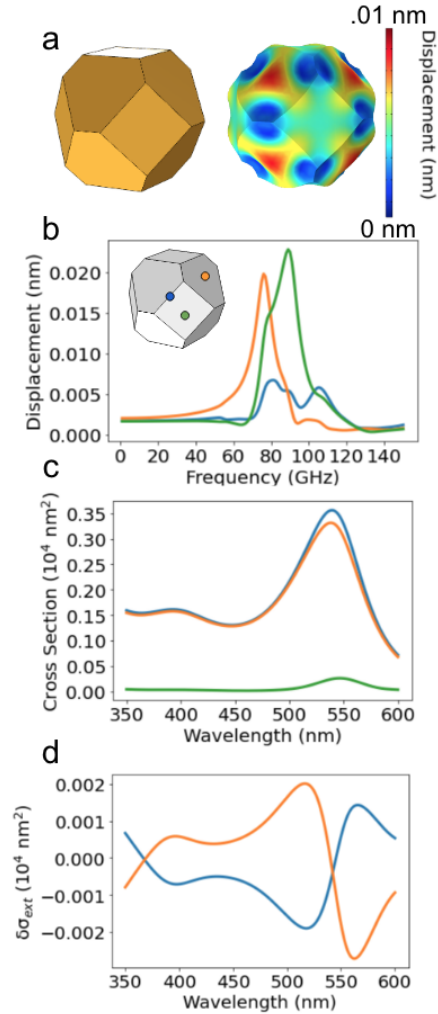 a
.01 nm
Displacement (nm)
0 nm
b
Displacement (nm)
0.020
0.015
0.010
0.005
0.000
0 20 40 60 80 100 120 140
Frequency (GHz)
c
Cross Section (10⁴ nm²)
0.35
0.30
0.25
0.20
0.15
0.10
0.05
0.00
350 400 450 500 550 600
Wavelength (nm)
d
δσext (10⁴ nm²)
0.002
0.001
0.000
−0.001
−0.002
350 400 450 500 550 600
Wavelength (nm)